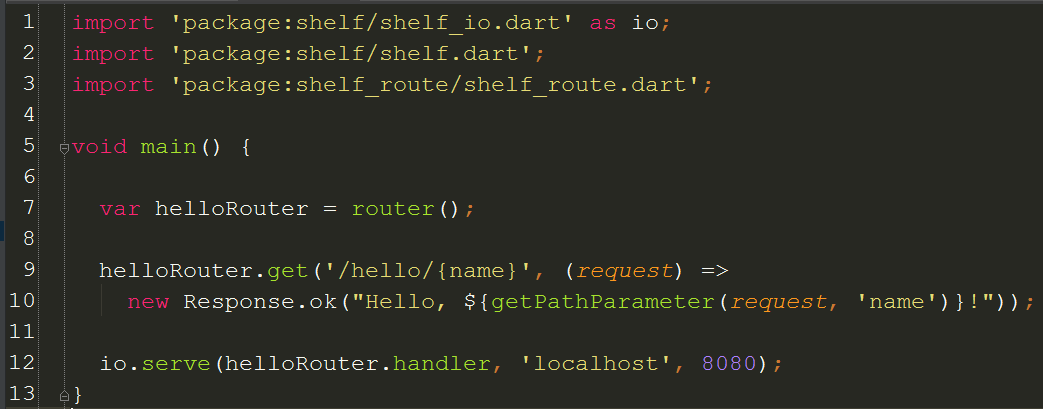 1 import 'package:shelf/shelf_io.dart' as io;
2 import 'package:shelf/shelf.dart';
3 import 'package:shelf_route/shelf_route.dart';
4
5 void main() {
6
7   var helloRouter = router();
8
9   helloRouter.get('/hello/{name}', (request) =>
10     new Response.ok("Hello, ${getPathParameter(request, 'name')}!"));
11
12   io.serve(helloRouter.handler, 'localhost', 8080);
13 }